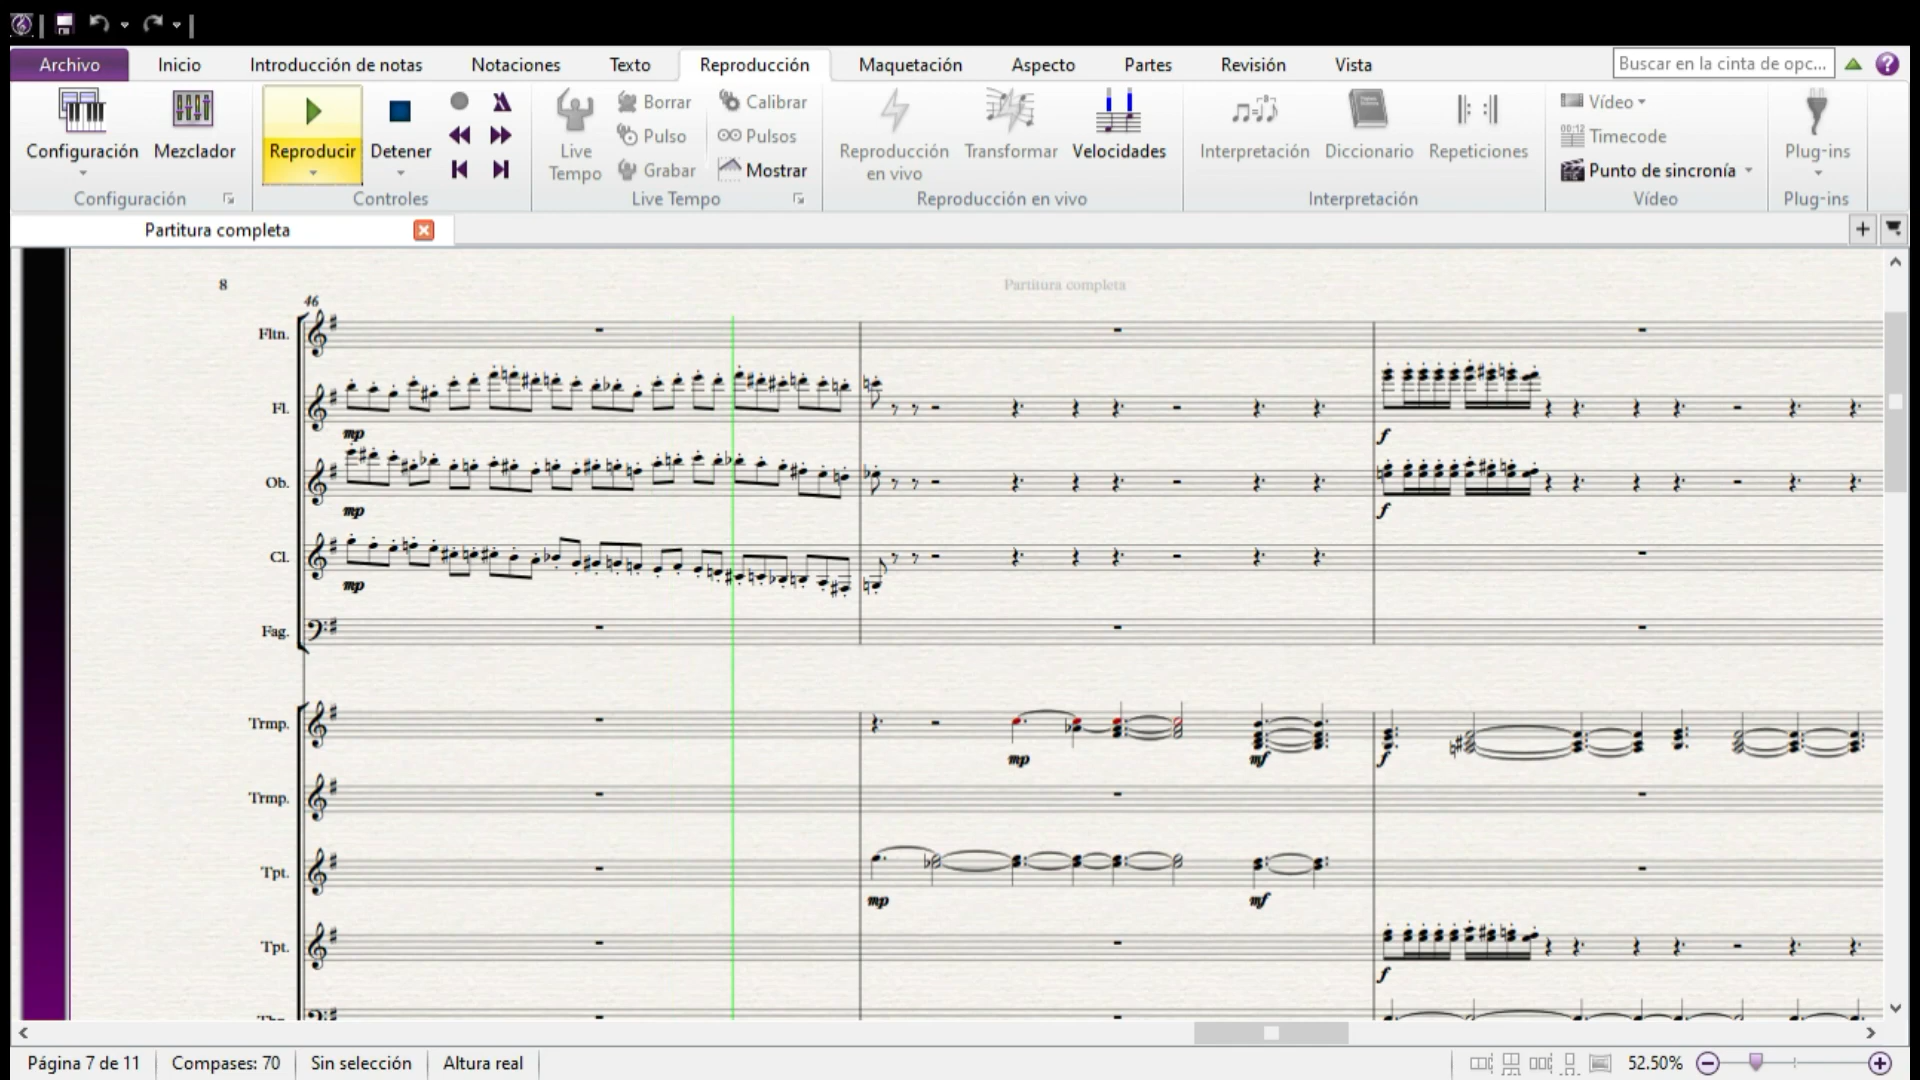 Archivo Inicio Introducción de notas Notaciones Texto Reproducción Maquetación Aspecto Partes Revisión Vista Buscar en la cinta de opc...
Configuración Mezclador
Configuración
Reproducir Detener
Controles
Live Tempo
Borrar
Pulso
Grabar
Calibrar
Pulsos
Mostrar
Live Tempo
Reproducción en vivo
Transformar
Velocidades
Reproducción en vivo
Interpretación Diccionario Repeticiones
Interpretación
Vídeo
00:12 Timecode
Punto de sincronía
Vídeo
Plug-ins
Plug-ins
Partitura completa
8
Partitura completa
46
Fltn.
Fl.
mp
f
Ob.
mp
f
Cl.
mp
Fag.
Trmp.
mp
mf
f
Trmp.
Tpt.
mp
mf
Tpt.
f
Página 7 de 11 Compases: 70 Sin selección Altura real 52.50%